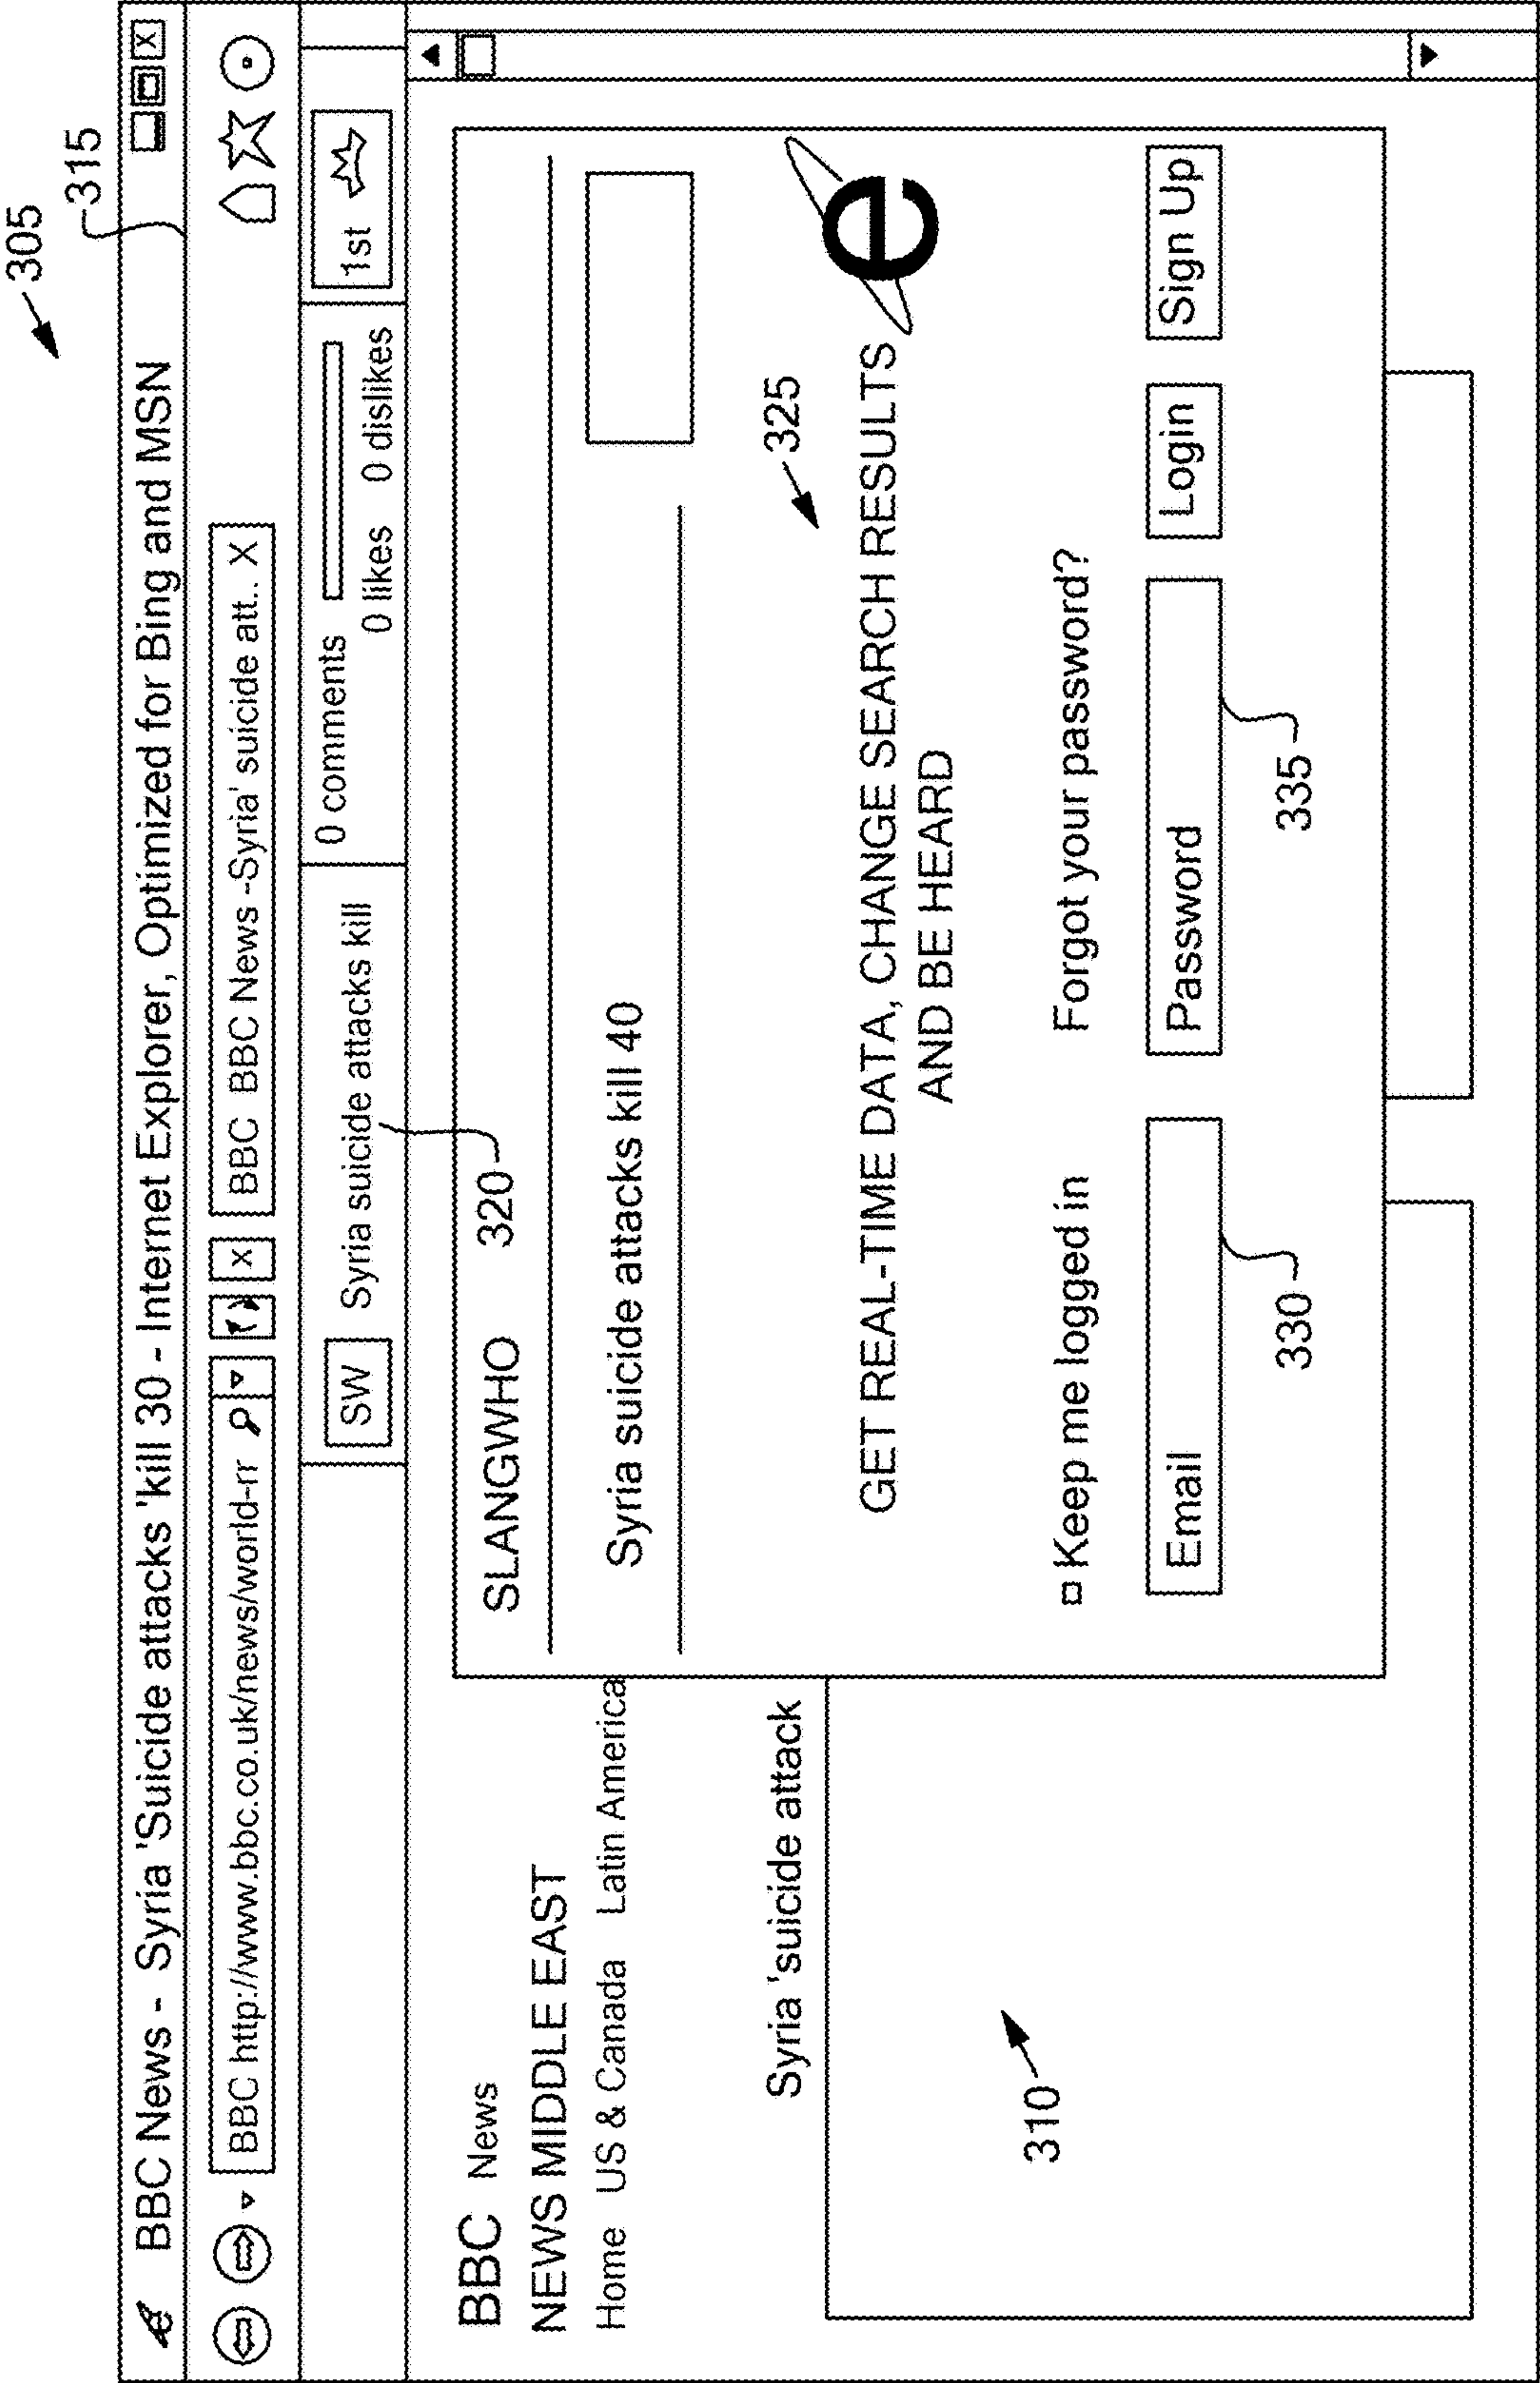 305
315
BBC News - Syria 'Suicide attacks 'kill 30 - Internet Explorer, Optimized for Bing and MSN
X
BBC http://www.bbc.co.uk/news/world-rr
X
BBC BBC News -Syria' suicide att.. X
SW
Syria suicide attacks kill
0 comments
0 likes 0 dislikes
1st
BBC News
NEWS MIDDLE EAST
Home US & Canada Latin America
Syria 'suicide attack
310
SLANGWHO
320
Syria suicide attacks kill 40
325
GET REAL-TIME DATA, CHANGE SEARCH RESULTS
AND BE HEARD
e
Keep me logged in
Forgot your password?
Email
Password
Login
Sign Up
330
335